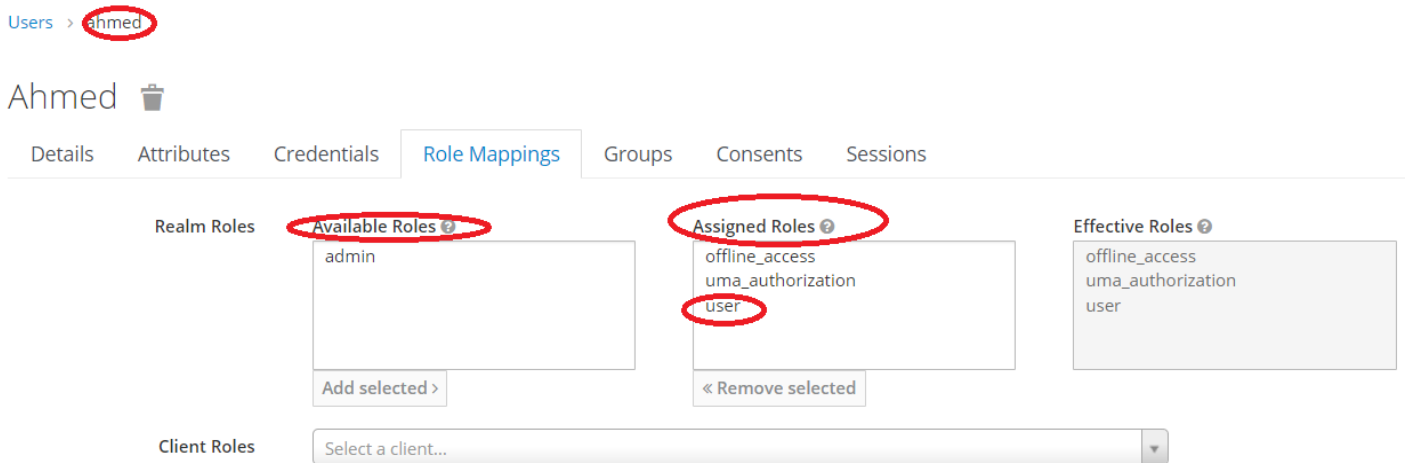 Users > ahmed
Ahmed
Details Attributes Credentials Role Mappings Groups Consents Sessions
Realm Roles Available Roles ? Assigned Roles ? Effective Roles ?
admin offline_access offline_access
uma_authorization uma_authorization
user user
Add selected > « Remove selected
Client Roles Select a client...